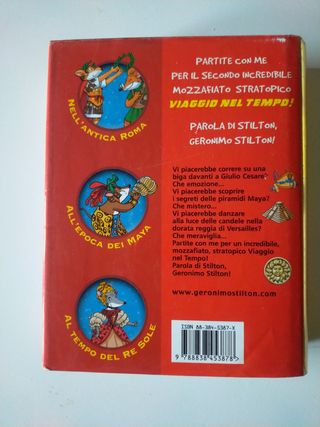 PARTITE CON ME
PER IL SECONDO INCREDIBILE
MOZZAFIATO STRATOPICO
VIAGGIO NEL TEMPO!
PAROLA DI STILTON,
GERONIMO STILTON!
NELL'ANTICA ROMA
ALL'EPOCA DEI MAYA
AL TEMPO DEL RE SOLE
Vi piacerebbe correre su una
biga davanti a Giulio Cesare?
Che emozione...
Vi piacerebbe scoprire
i segreti delle piramidi Maya?
Che mistero...
Vi piacerebbe danzare
alla luce delle candele nella
dorata reggia di Versailles?
Che meraviglia...
Partite con me per un incredibile,
mozzafiato, stratopico Viaggio
nel Tempo!
Parola di Stilton,
Geronimo Stilton!
www.geronimostilton.com
ISBN 88-384-5387-X
9 788838 453878